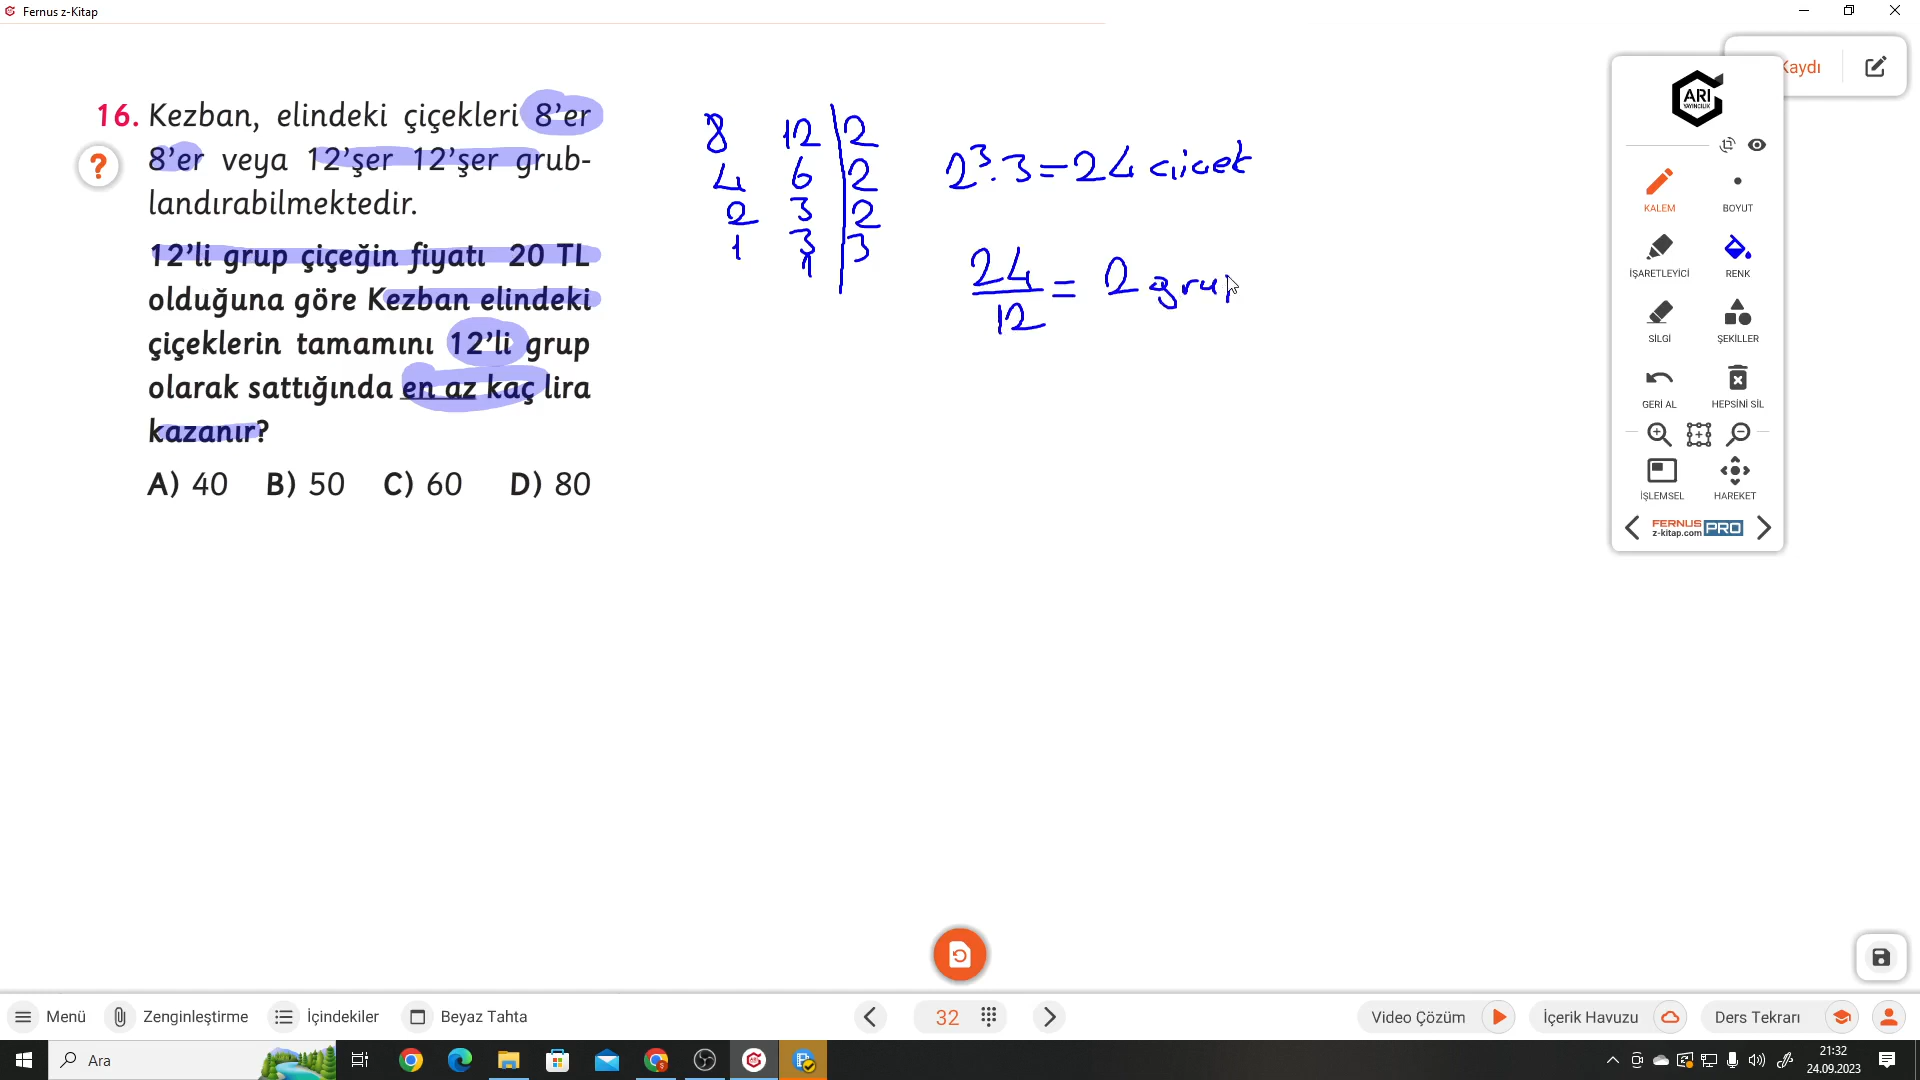 Fernus z-Kitap
Kaydı
ARI
YAYINCILIK
16. Kezban, elindeki çiçekleri 8’er
8’er veya 12’şer 12’şer grub-
landırabilmektedir.
12’li grup çiçeğin fiyatı 20 TL
olduğuna göre Kezban elindeki
çiçeklerin tamamını 12’li grup
olarak sattığında en az kaç lira
kazanır?
A) 40 B) 50 C) 60 D) 80
?
8 12 2
4 6 2
2 3 2
1 3 3
1
2³.3=24 çiçek
24
12
= 2 grup
KALEM BOYUT
İŞARETLEYİCİ RENK
SİLGİ ŞEKİLLER
GERİ AL HEPSİNİ SİL
İŞLEMSEL HAREKET
FERNUS PRO
z-kitap.com
Menü Zenginleştirme İçindekiler Beyaz Tahta 32 Video Çözüm İçerik Havuzu Ders Tekrarı
Ara
21:32
24.09.2023